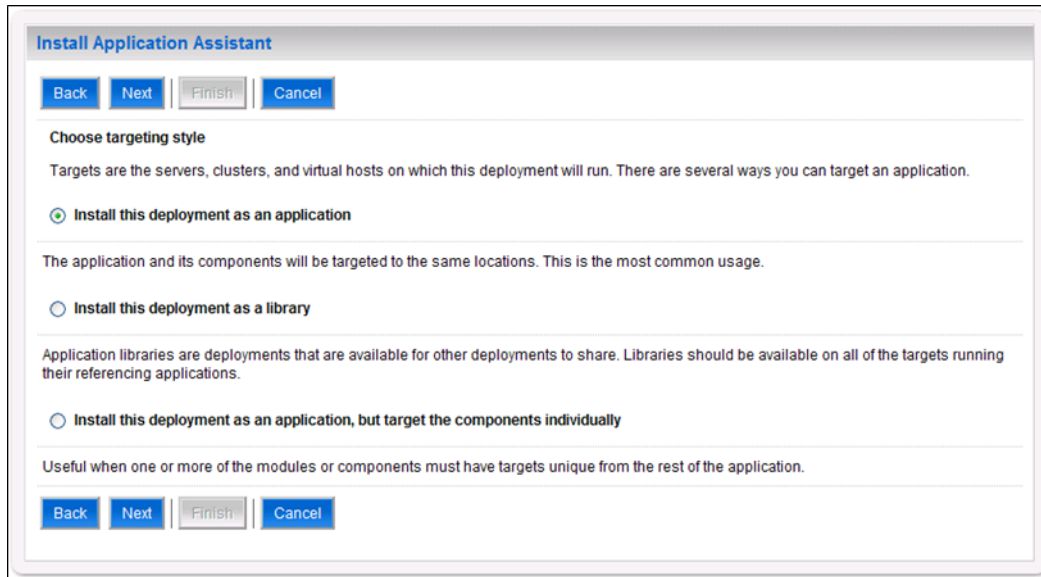 Install Application Assistant
Back Next Finish Cancel
Choose targeting style
Targets are the servers, clusters, and virtual hosts on which this deployment will run. There are several ways you can target an application.
Install this deployment as an application
The application and its components will be targeted to the same locations. This is the most common usage.
Install this deployment as a library
Application libraries are deployments that are available for other deployments to share. Libraries should be available on all of the targets running
their referencing applications.
Install this deployment as an application, but target the components individually
Useful when one or more of the modules or components must have targets unique from the rest of the application.
Back Next Finish Cancel